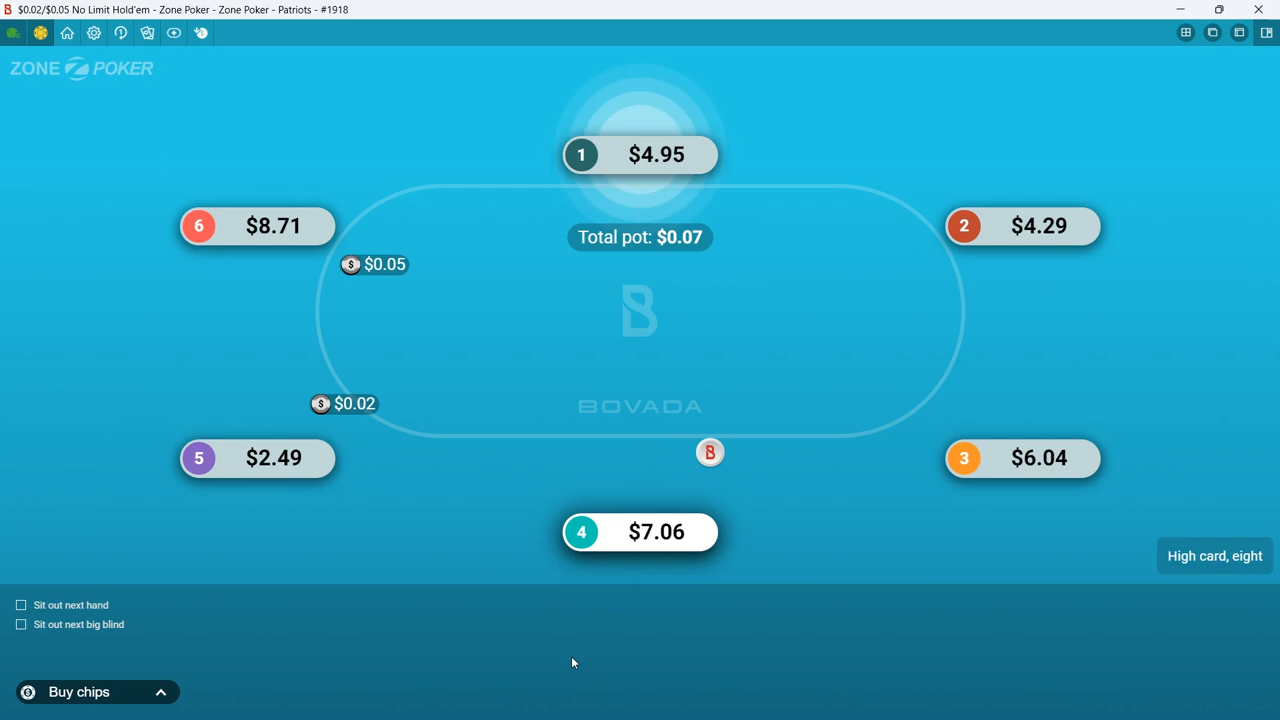 $0.02/$0.05 No Limit Hold'em - Zone Poker - Zone Poker - Patriots - #1918
ZONE POKER
1 $4.95
6 $8.71
2 $4.29
Total pot: $0.07
$0.05
$0.02
BOVADA
B
5 $2.49
3 $6.04
4 $7.06
High card, eight
Sit out next hand
Sit out next big blind
Buy chips